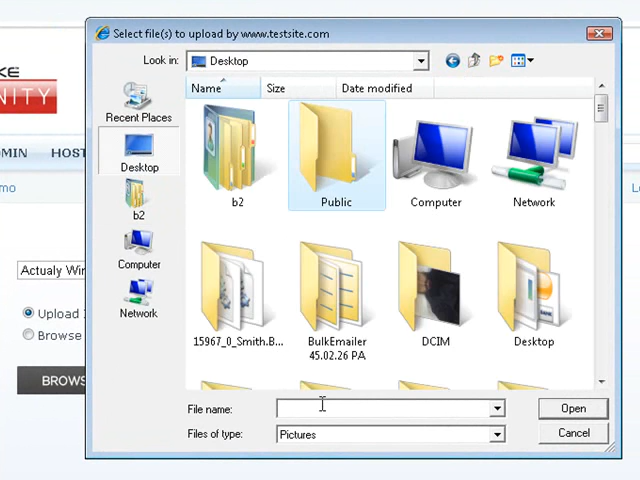 Select file(s) to upload by www.testsite.com
Look in: Desktop
Name Size Date modified
KE
NITY
Recent Places
Desktop
b2
Computer
Network
b2 Public Computer Network
15967_0_Smith.B... BulkEmailer 45.02.26 PA DCIM Desktop
MIN HOST
mo
Actualy Win
Upload
Browse
BROWS
File name: Open
Files of type: Pictures Cancel